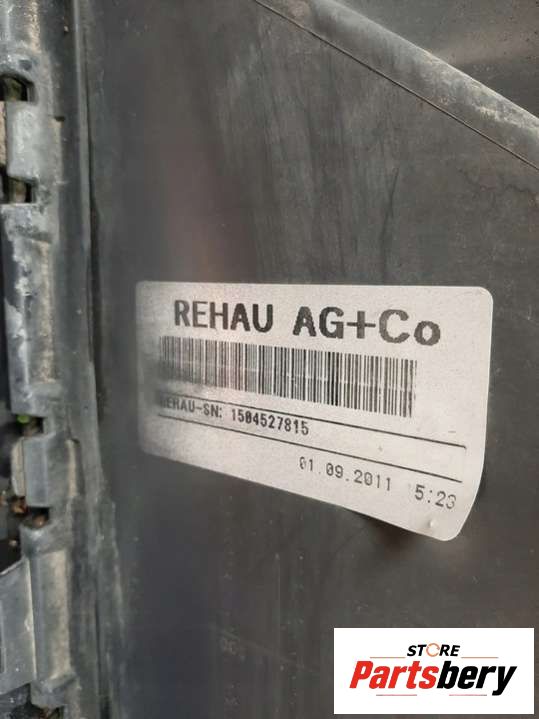 REHAU AG+Co
REHAU-SN: 1504527815
01.09.2011 5:23
STORE
Partsbery